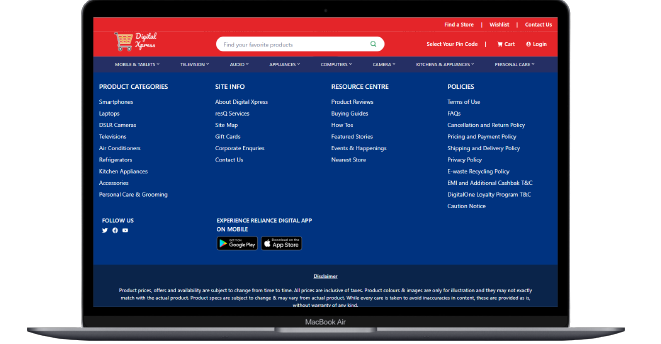 Find a Store | Wishlist | Contact Us
Digital
Xpress
Find your favorite products
Select Your Pin Code | Cart Login
MOBILE & TABLETS TELEVISION AUDIO APPLIANCES COMPUTERS CAMERA KITCHENS & APPLIANCES PERSONAL CARE
PRODUCT CATEGORIES
Smartphones
Laptops
DSLR Cameras
Televisions
Air Conditioners
Refrigerators
Kitchen Appliances
Accessories
Personal Care & Grooming
SITE INFO
About Digital Xpress
resQ Services
Site Map
Gift Cards
Corporate Enquries
Contact Us
RESOURCE CENTRE
Product Reviews
Buying Guides
How Tos
Featured Stories
Events & Happenings
Nearest Store
POLICIES
Terms of Use
FAQs
Cancellation and Return Policy
Pricing and Payment Policy
Shipping and Delivery Policy
Privacy Policy
E-waste Recycling Policy
EMI and Additional Cashbak T&C
DigitalOne Loyalty Program T&C
Caution Notice
FOLLOW US
EXPERIENCE RELIANCE DIGITAL APP
ON MOBILE
GET IT ON
Google Play
Download on the
App Store
Disclaimer
Product prices, offers and availability are subject to change from time to time. All prices are inclusive of taxes. Product colours & images are only for illustration and they may not exactly
match with the actual product. Product specs are subject to change & may vary from actual product. While every care is taken to avoid inaccuracies in content, these are provided as is,
without warranty of any kind.
MacBook Air